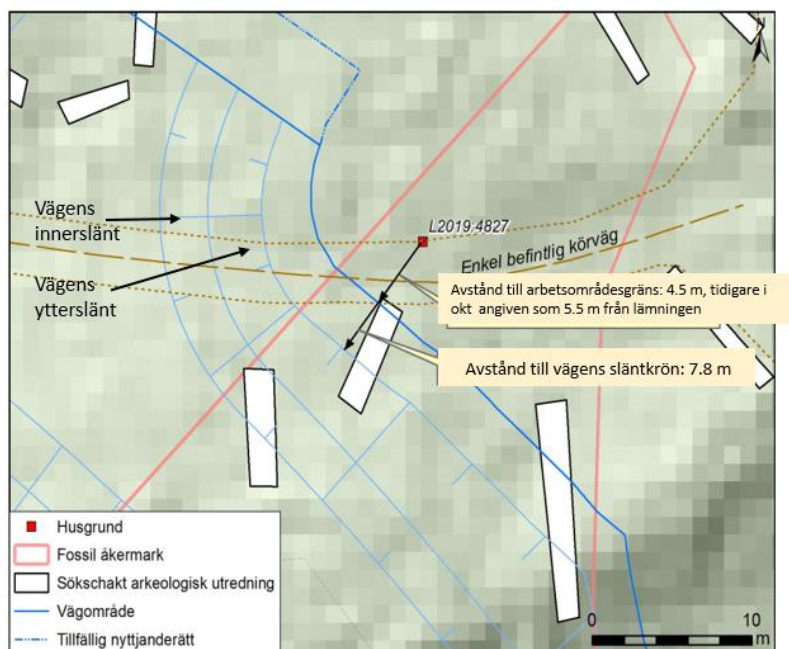 Vägens
innerslänt
Vägens
ytterslänt
L2019:4827
Enkel befintlig körväg
Avstånd till arbetsområdesgräns: 4.5 m, tidigare i
okt angiven som 5.5 m från lämningen
Avstånd till vägens släntkrön: 7.8 m
Husgrund
Fossil åkermark
Sökschakt arkeologisk utredning
Vägområde
Tillfällig nyttjanderätt
0 10
m